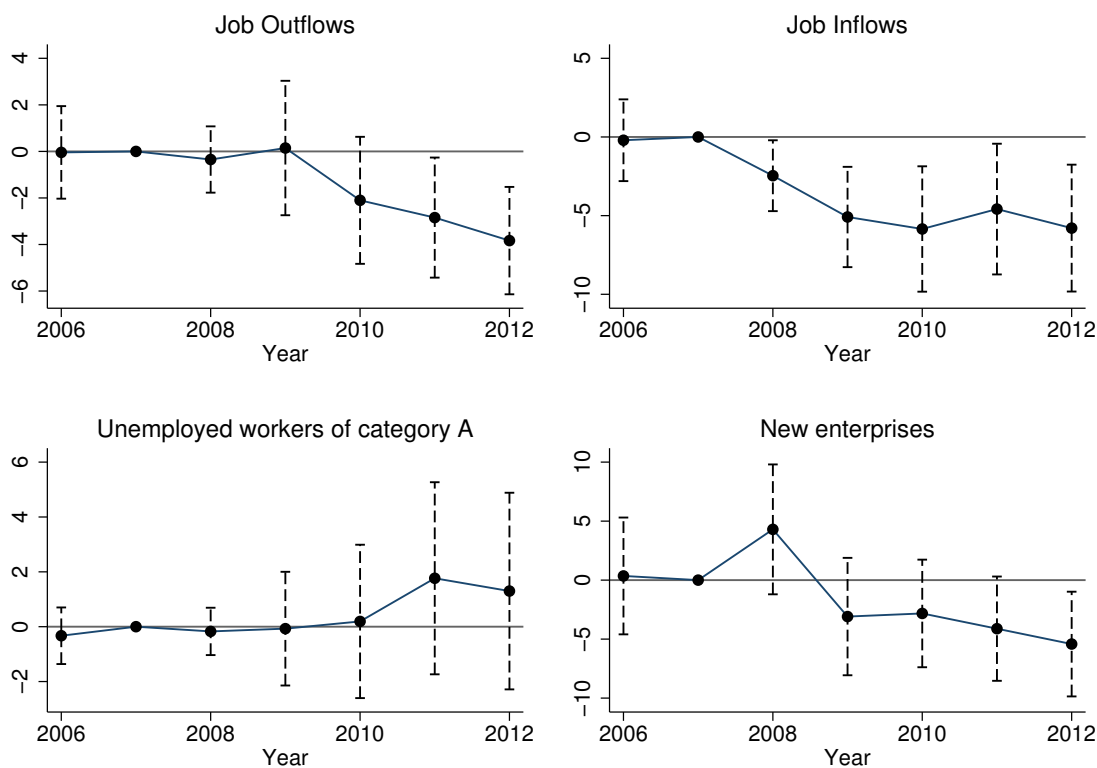 Job Outflows
4
2
0
−2
−4
−6
2006 2008 2010 2012
Year
Job Inflows
5
0
−5
−10
2006 2008 2010 2012
Year
Unemployed workers of category A
6
4
2
0
−2
2006 2008 2010 2012
Year
New enterprises
10
5
0
−5
−10
2006 2008 2010 2012
Year